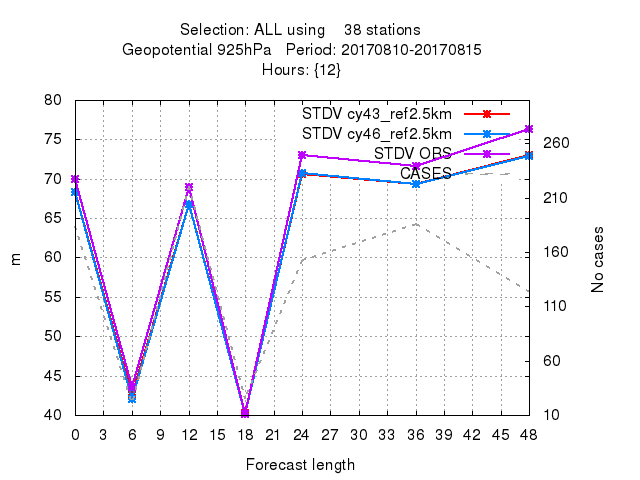 Selection: ALL using 38 stations
Geopotential 925hPa Period: 20170810-20170815
Hours: {12}
STDV cy43_ref2.5km
STDV cy46_ref2.5km
STDV OBS
CASES
80
75
70
65
60
55
50
45
40
m
260
210
160
110
60
10
No cases
0 3 6 9 12 15 18 21 24 27 30 33 36 39 42 45 48
Forecast length